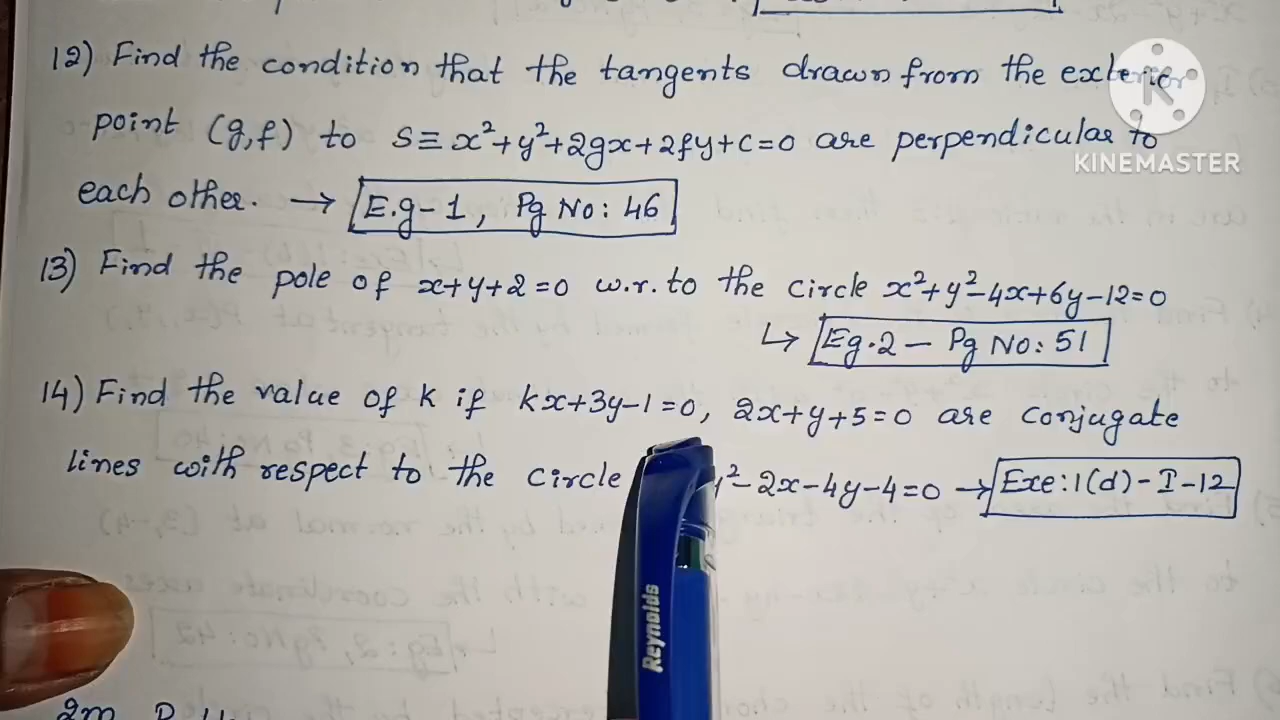 12) Find the condition that the tangents drawn from the exterior
point (g,f) to S≡x²+y²+2gx+2fy+c=0 are perpendicular to
KINEMASTER
each other. → E.g-1, Pg No: 46
13) Find the pole of x+y+2=0 w.r. to the circle x²+y²-4x+6y-12=0
↳ Eg.2 - Pg No: 51
14) Find the value of k if kx+3y-1=0, 2x+y+5=0 are conjugate
lines with respect to the circle y²-2x-4y-4=0 → Exe:1(d)-I-12
Reynolds
2m